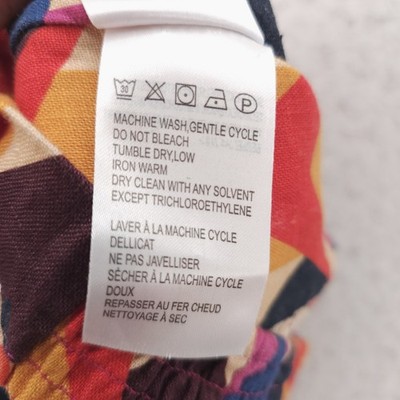 30 P
MACHINE WASH,GENTLE CYCLE
DO NOT BLEACH
TUMBLE DRY,LOW
IRON WARM
DRY CLEAN WITH ANY SOLVENT
EXCEPT TRICHLOROETHYLENE
LAVER À LA MACHINE CYCLE
DELLICAT
NE PAS JAVELLISER
SÉCHER À LA MACHINE CYCLE
DOUX
REPASSER AU FER CHEUD
NETTOYAGE À SEC